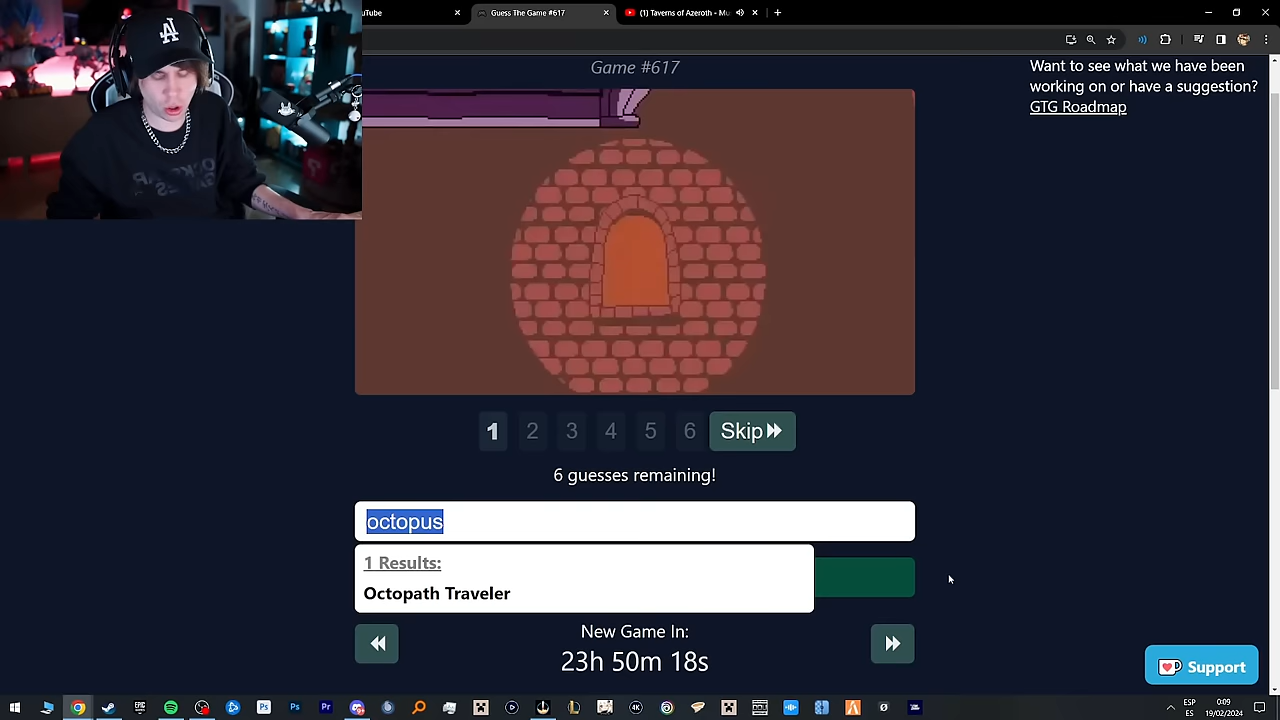 uTube
Guess The Game #617
(1) Taverns of Azeroth - Mu
Game #617
Want to see what we have been
working on or have a suggestion?
GTG Roadmap
1 2 3 4 5 6 Skip
6 guesses remaining!
octopus
1 Results:
Octopath Traveler
New Game In:
23h 50m 18s
Support
ESP
ES
0:09
19/02/2024